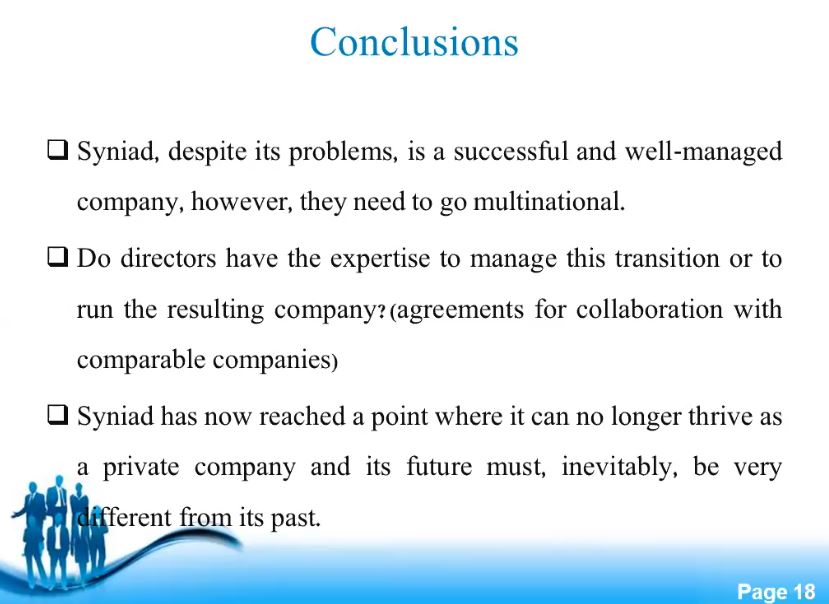 Conclusions
❑ Syniad, despite its problems, is a successful and well-managed
company, however, they need to go multinational.
❑ Do directors have the expertise to manage this transition or to
run the resulting company?(agreements for collaboration with
comparable companies)
❑ Syniad has now reached a point where it can no longer thrive as
a private company and its future must, inevitably, be very
different from its past.
Page 18